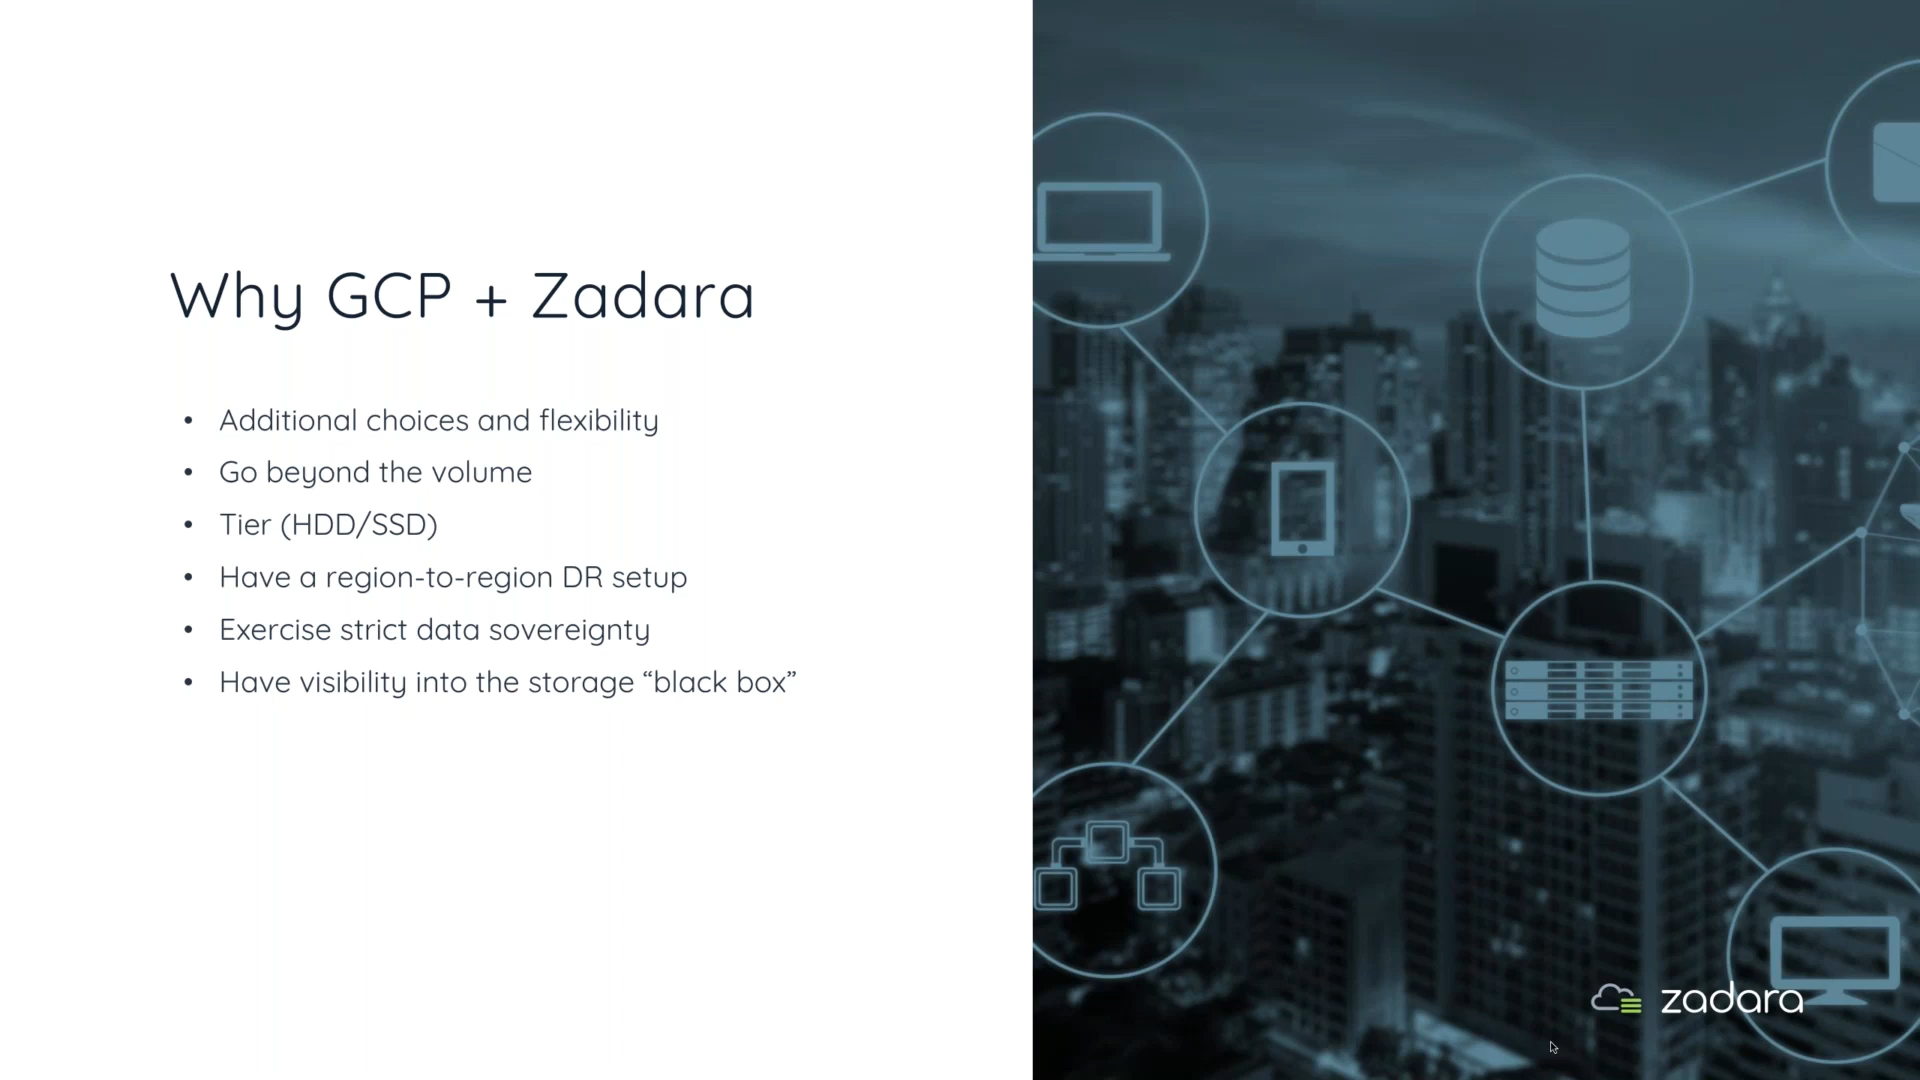 Why GCP + Zadara
• Additional choices and flexibility
• Go beyond the volume
• Tier (HDD/SSD)
• Have a region-to-region DR setup
• Exercise strict data sovereignty
• Have visibility into the storage “black box”
zadara